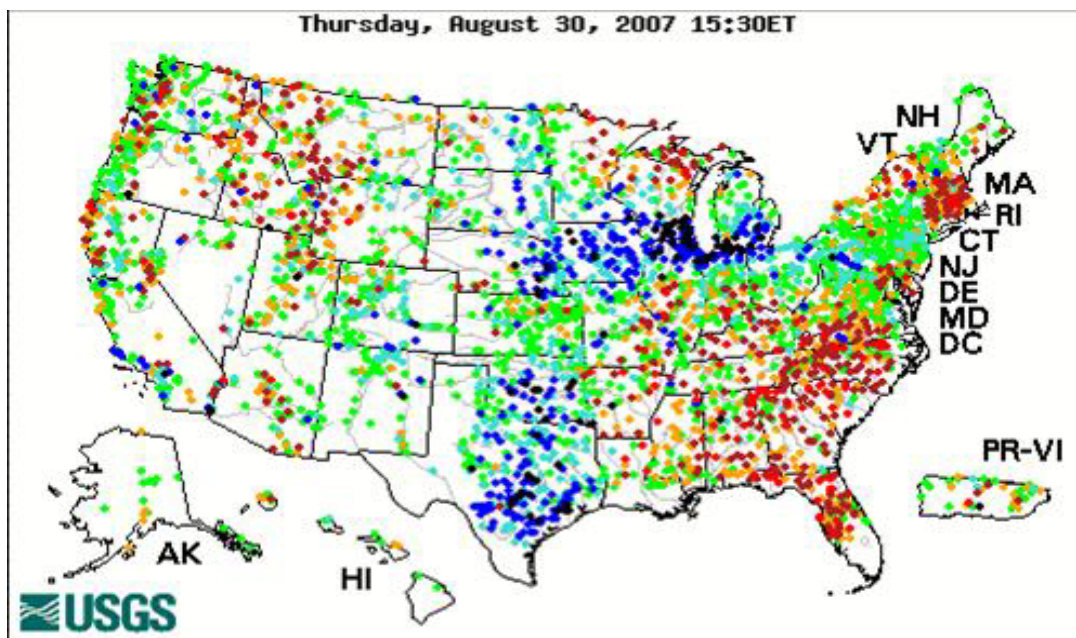 Thursday, August 30, 2007 15:30ET
NH
VT
MA
RI
CT
NJ
DE
MD
DC
PR-VI
AK
HI
USGS